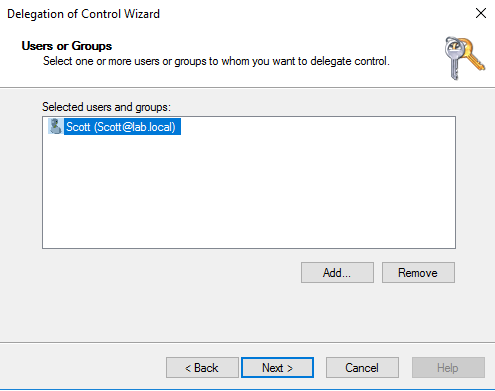 Delegation of Control Wizard
Users or Groups
Select one or more users or groups to whom you want to delegate control.
Selected users and groups:
Scott (Scott@lab.local)
Add...
Remove
< Back
Next >
Cancel
Help